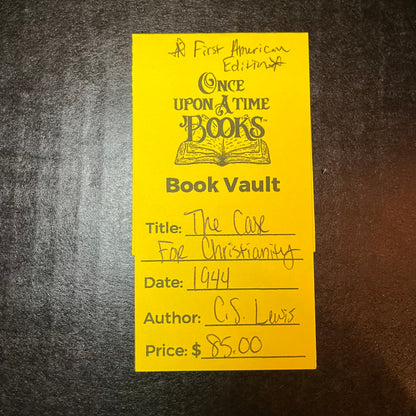 ☆ First American
Edition ☆
ONCE
UPON A TIME
BOOKS™
Book Vault
Title: The Case
For Christianity
Date: 1944
Author: C.S. Lewis
Price: $ 85.00